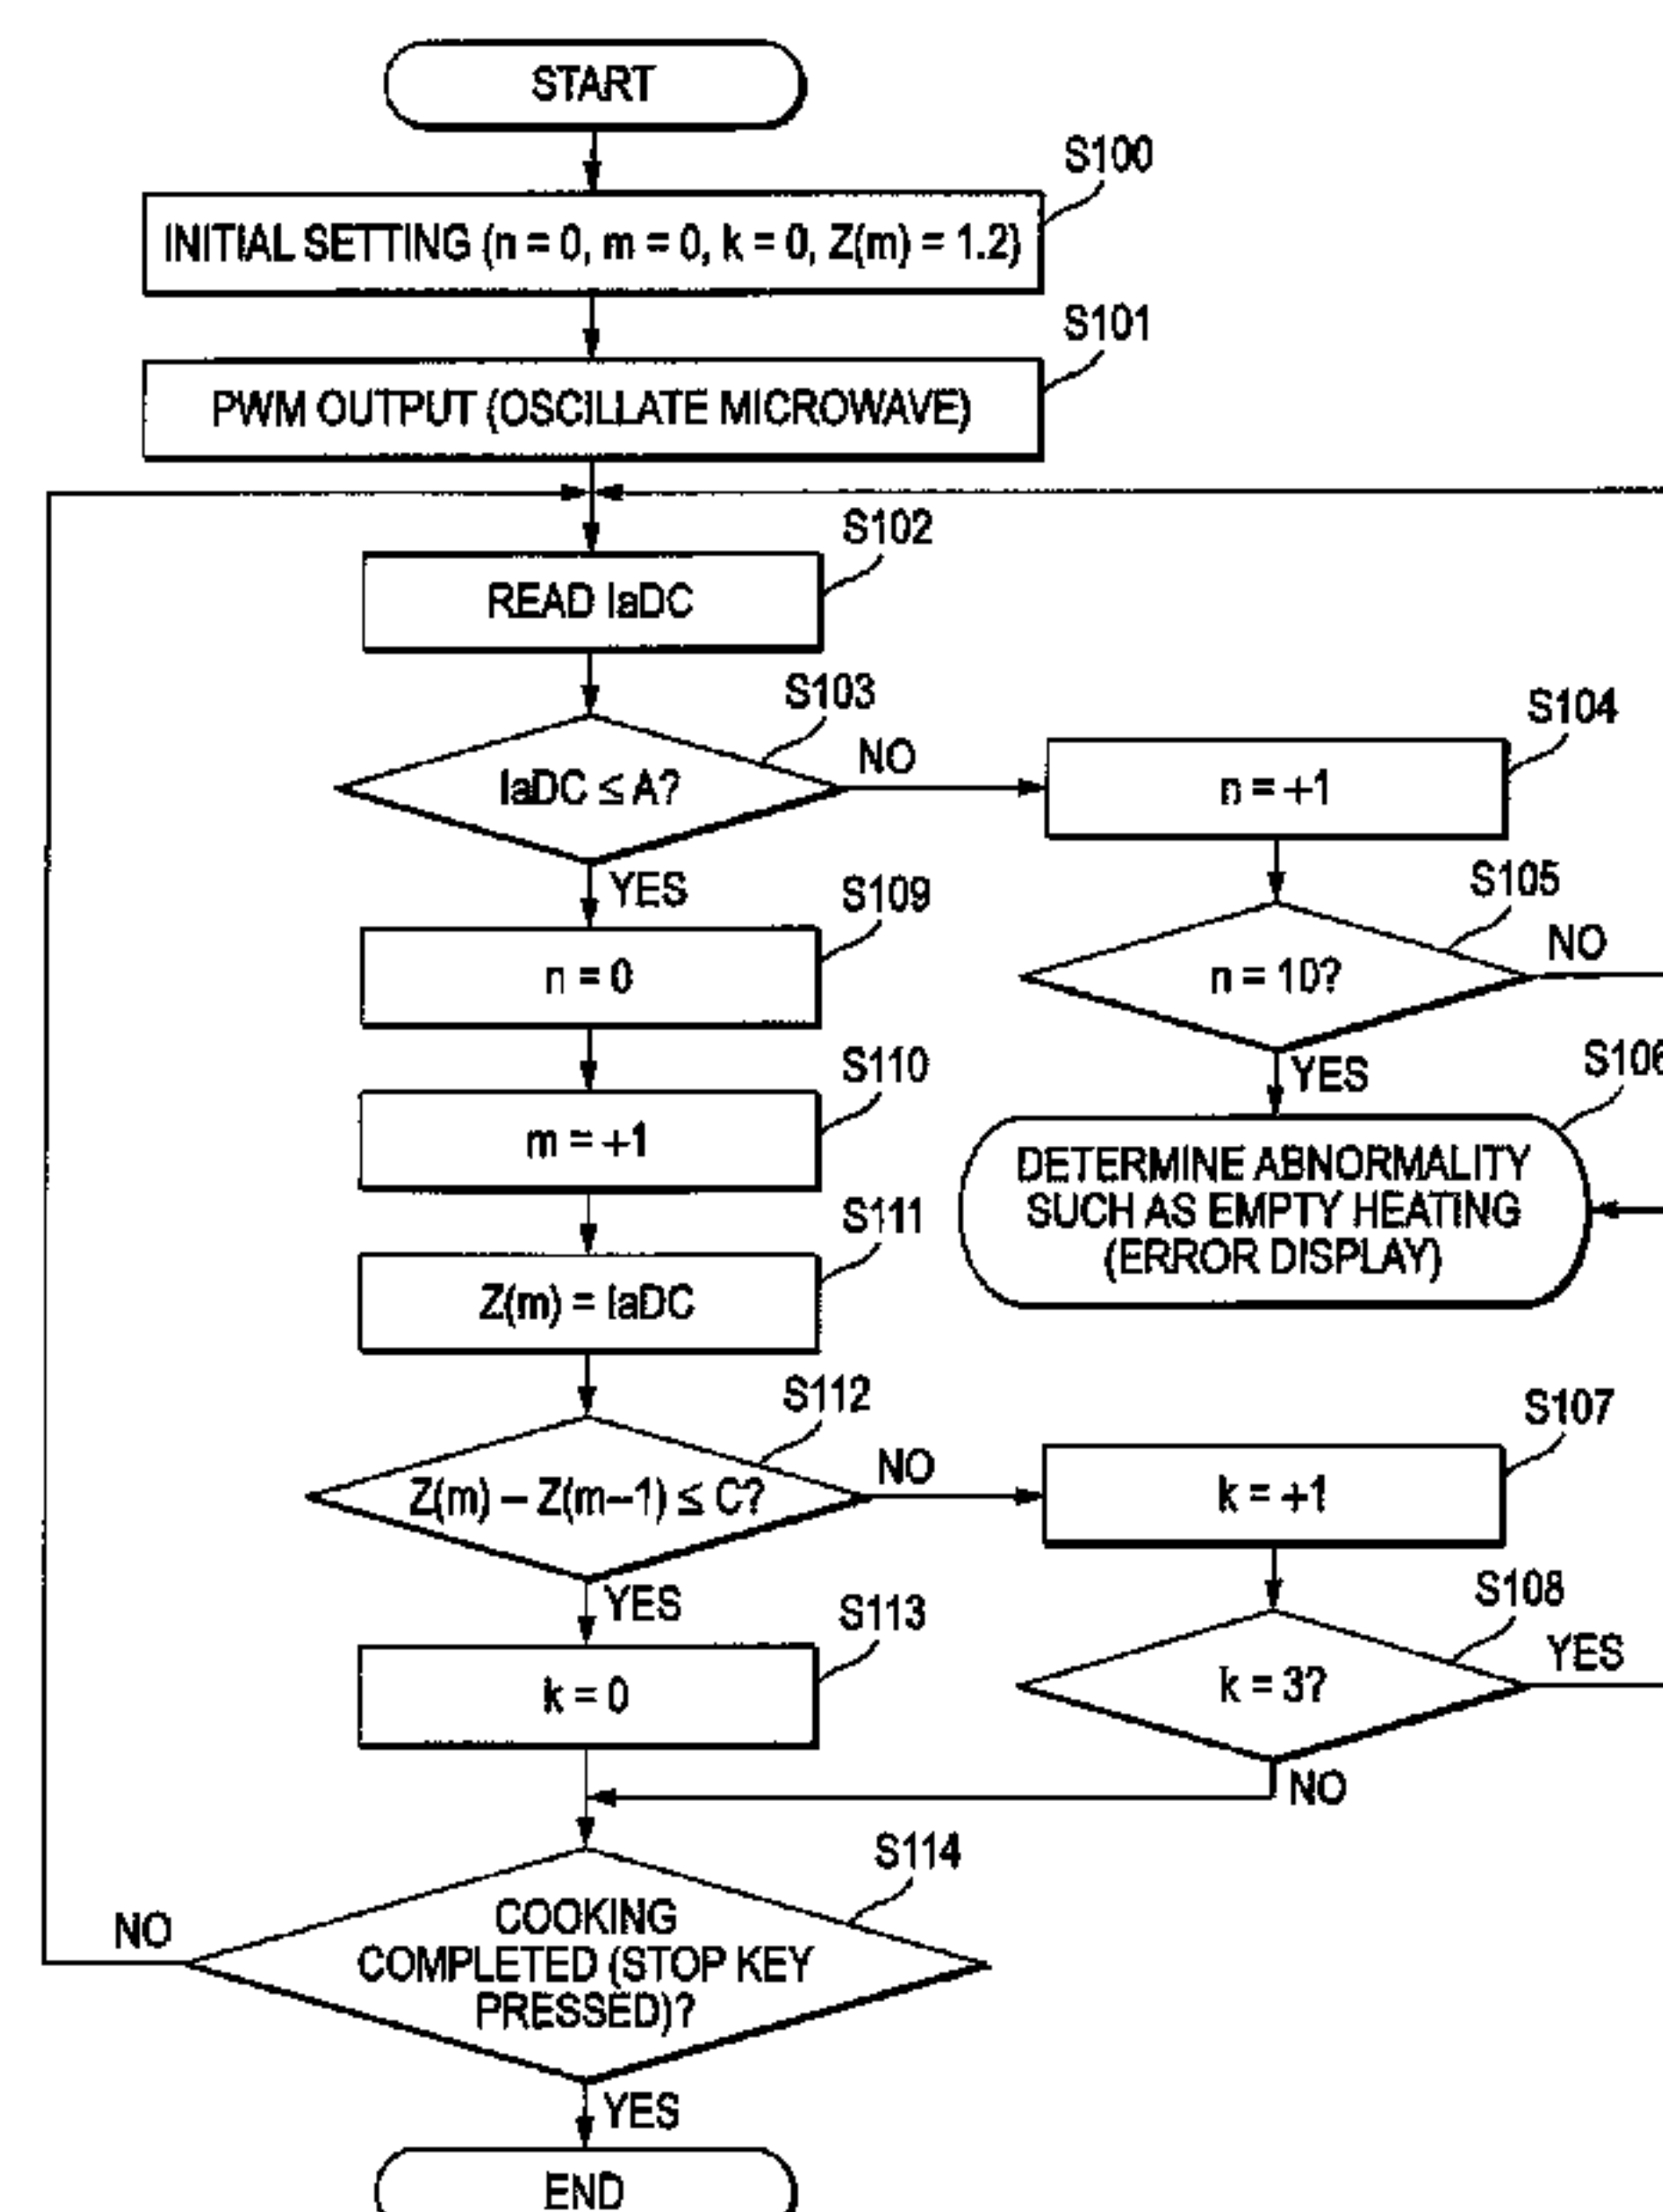 START
S100
INITIAL SETTING (n = 0, m = 0, k = 0, Z(m) = 1.2)
S101
PWM OUTPUT (OSCILLATE MICROWAVE)
S102
READ IaDC
S103
IaDC ≤ A?
NO
S104
n = +1
YES
S109
n = 0
S105
n = 10?
NO
YES
S110
m = +1
S106
DETERMINE ABNORMALITY
SUCH AS EMPTY HEATING
(ERROR DISPLAY)
S111
Z(m) = IaDC
S112
Z(m) – Z(m–1) ≤ C?
NO
S107
k = +1
YES
S113
k = 0
S108
k = 3?
YES
NO
S114
COOKING
COMPLETED (STOP KEY
PRESSED)?
NO
YES
END